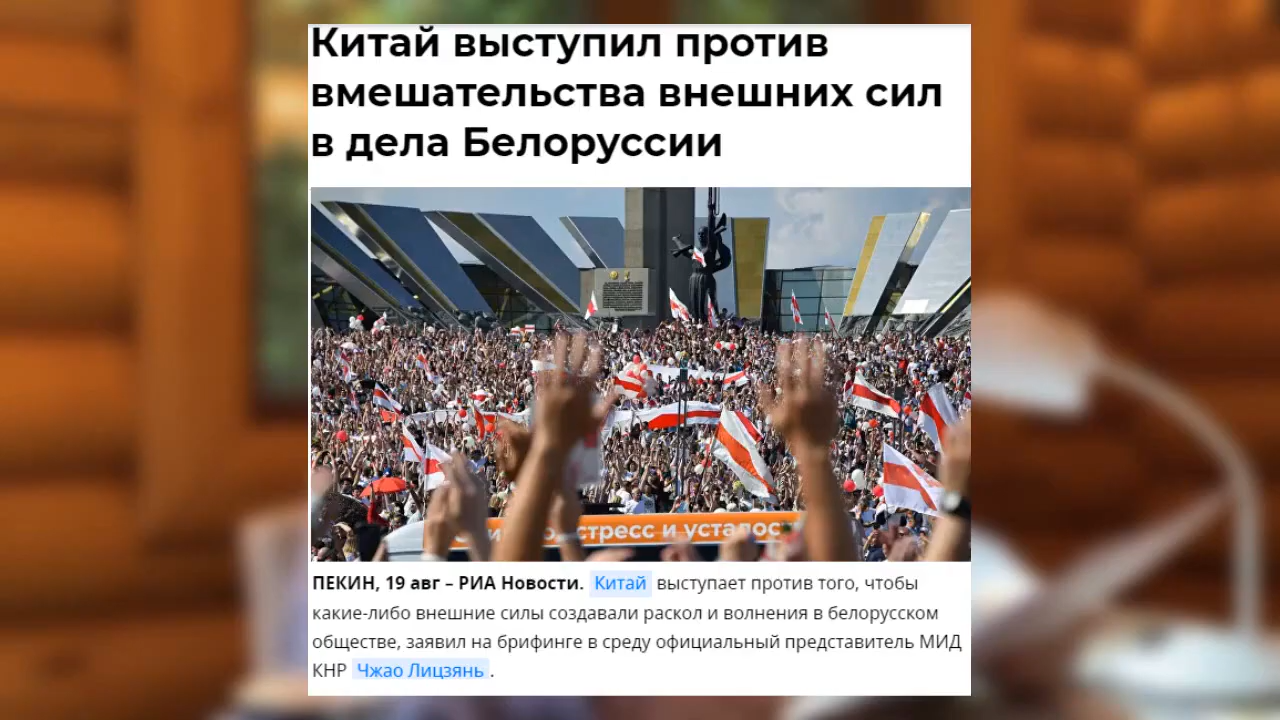 Китай выступил против
вмешательства внешних сил
в дела Белоруссии
стресс и усталос
ПЕКИН, 19 авг – РИА Новости. Китай выступает против того, чтобы
какие-либо внешние силы создавали раскол и волнения в белорусском
обществе, заявил на брифинге в среду официальный представитель МИД
КНР Чжао Лицзянь.